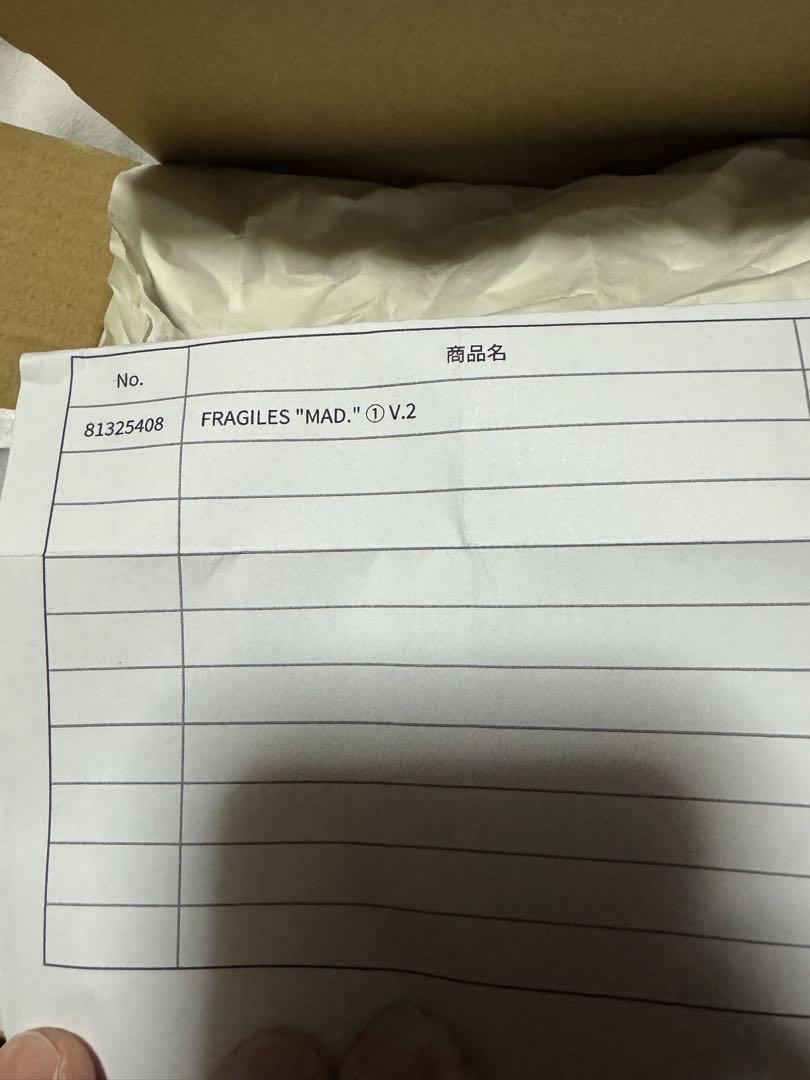 No. 商品名
81325408 FRAGILES "MAD." ① V.2